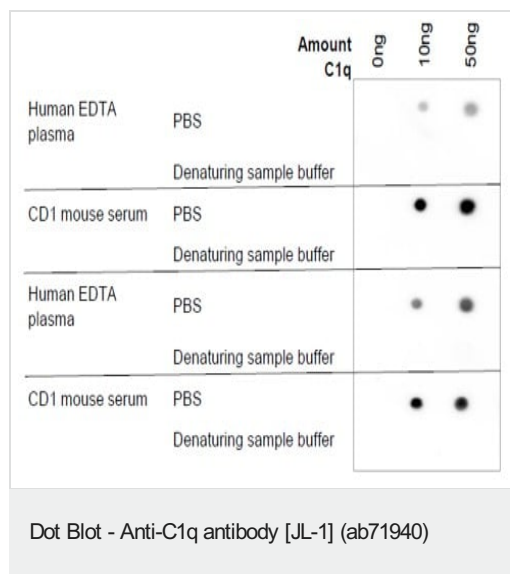 Amount
C1q
0ng
10ng
50ng
Human EDTA
plasma
PBS
Denaturing sample buffer
CD1 mouse serum
PBS
Denaturing sample buffer
Human EDTA
plasma
PBS
Denaturing sample buffer
CD1 mouse serum
PBS
Denaturing sample buffer
Dot Blot - Anti-C1q antibody [JL-1] (ab71940)